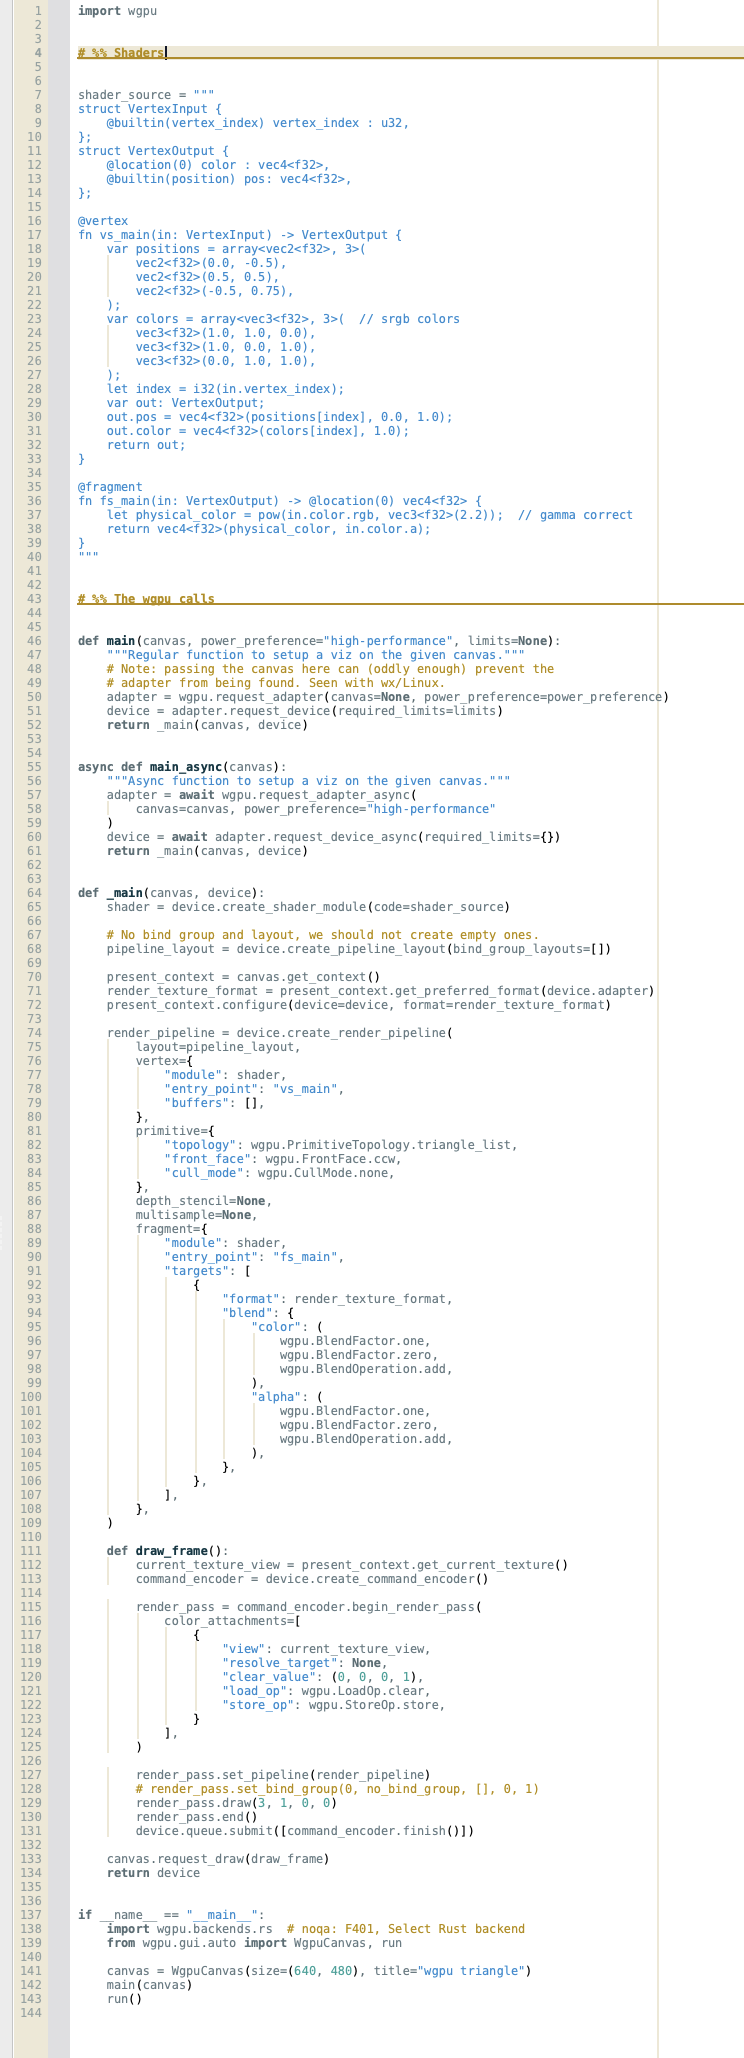 1 import wgpu
2
3
4 # %% Shaders
5
6
7 shader_source = """
8 struct VertexInput {
9     @builtin(vertex_index) vertex_index : u32,
10 };
11 struct VertexOutput {
12     @location(0) color : vec4<f32>,
13     @builtin(position) pos: vec4<f32>,
14 };
15
16 @vertex
17 fn vs_main(in: VertexInput) -> VertexOutput {
18     var positions = array<vec2<f32>, 3>(
19         vec2<f32>(0.0, -0.5),
20         vec2<f32>(0.5, 0.5),
21         vec2<f32>(-0.5, 0.75),
22     );
23     var colors = array<vec3<f32>, 3>(  // srgb colors
24         vec3<f32>(1.0, 1.0, 0.0),
25         vec3<f32>(1.0, 0.0, 1.0),
26         vec3<f32>(0.0, 1.0, 1.0),
27     );
28     let index = i32(in.vertex_index);
29     var out: VertexOutput;
30     out.pos = vec4<f32>(positions[index], 0.0, 1.0);
31     out.color = vec4<f32>(colors[index], 1.0);
32     return out;
33 }
34
35 @fragment
36 fn fs_main(in: VertexOutput) -> @location(0) vec4<f32> {
37     let physical_color = pow(in.color.rgb, vec3<f32>(2.2));  // gamma correct
38     return vec4<f32>(physical_color, in.color.a);
39 }
40 """
41
42
43 # %% The wgpu calls
44
45
46 def main(canvas, power_preference="high-performance", limits=None):
47     """Regular function to setup a viz on the given canvas."""
48     # Note: passing the canvas here can (oddly enough) prevent the
49     # adapter from being found. Seen with wx/Linux.
50     adapter = wgpu.request_adapter(canvas=None, power_preference=power_preference)
51     device = adapter.request_device(required_limits=limits)
52     return _main(canvas, device)
53
54
55 async def main_async(canvas):
56     """Async function to setup a viz on the given canvas."""
57     adapter = await wgpu.request_adapter_async(
58         canvas=canvas, power_preference="high-performance"
59     )
60     device = await adapter.request_device_async(required_limits={})
61     return _main(canvas, device)
62
63
64 def _main(canvas, device):
65     shader = device.create_shader_module(code=shader_source)
66
67     # No bind group and layout, we should not create empty ones.
68     pipeline_layout = device.create_pipeline_layout(bind_group_layouts=[])
69
70     present_context = canvas.get_context()
71     render_texture_format = present_context.get_preferred_format(device.adapter)
72     present_context.configure(device=device, format=render_texture_format)
73
74     render_pipeline = device.create_render_pipeline(
75         layout=pipeline_layout,
76         vertex={
77             "module": shader,
78             "entry_point": "vs_main",
79             "buffers": [],
80         },
81         primitive={
82             "topology": wgpu.PrimitiveTopology.triangle_list,
83             "front_face": wgpu.FrontFace.ccw,
84             "cull_mode": wgpu.CullMode.none,
85         },
86         depth_stencil=None,
87         multisample=None,
88         fragment={
89             "module": shader,
90             "entry_point": "fs_main",
91             "targets": [
92                 {
93                     "format": render_texture_format,
94                     "blend": {
95                         "color": (
96                             wgpu.BlendFactor.one,
97                             wgpu.BlendFactor.zero,
98                             wgpu.BlendOperation.add,
99                         ),
100                         "alpha": (
101                             wgpu.BlendFactor.one,
102                             wgpu.BlendFactor.zero,
103                             wgpu.BlendOperation.add,
104                         ),
105                     },
106                 },
107             ],
108         },
109     )
110
111     def draw_frame():
112         current_texture_view = present_context.get_current_texture()
113         command_encoder = device.create_command_encoder()
114
115         render_pass = command_encoder.begin_render_pass(
116             color_attachments=[
117                 {
118                     "view": current_texture_view,
119                     "resolve_target": None,
120                     "clear_value": (0, 0, 0, 1),
121                     "load_op": wgpu.LoadOp.clear,
122                     "store_op": wgpu.StoreOp.store,
123                 }
124             ],
125         )
126
127         render_pass.set_pipeline(render_pipeline)
128         # render_pass.set_bind_group(0, no_bind_group, [], 0, 1)
129         render_pass.draw(3, 1, 0, 0)
130         render_pass.end()
131         device.queue.submit([command_encoder.finish()])
132
133     canvas.request_draw(draw_frame)
134     return device
135
136
137 if __name__ == "__main__":
138     import wgpu.backends.rs  # noqa: F401, Select Rust backend
139     from wgpu.gui.auto import WgpuCanvas, run
140
141     canvas = WgpuCanvas(size=(640, 480), title="wgpu triangle")
142     main(canvas)
143     run()
144